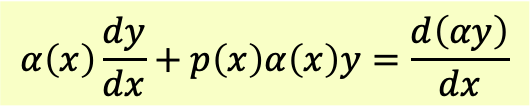 α(x) dy/dx + p(x)α(x)y = d(αy)/dx